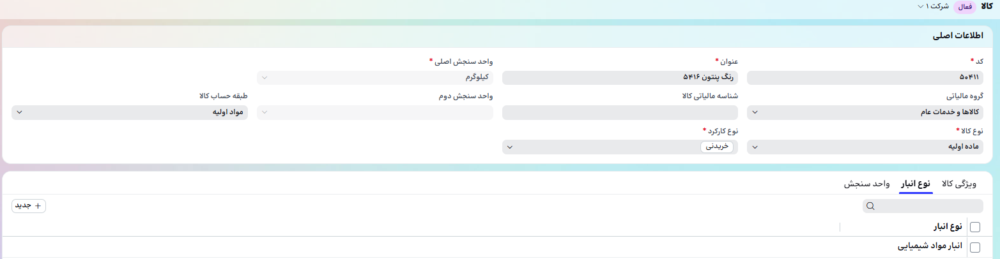 کالا فعال شرکت ۱
اطلاعات اصلی
کد * عنوان * واحد سنجش اصلی *
۵۰۴۱۱ رنگ پنتون ۵۴۱۶ کیلوگرم
گروه مالیاتی شناسه مالیاتی کالا واحد سنجش دوم طبقه حساب کالا
کالاها و خدمات عام مواد اولیه
نوع کالا * نوع کارکرد *
ماده اولیه خریدنی
ویژگی کالا نوع انبار واحد سنجش
+ جدید
نوع انبار
انبار مواد شیمیایی